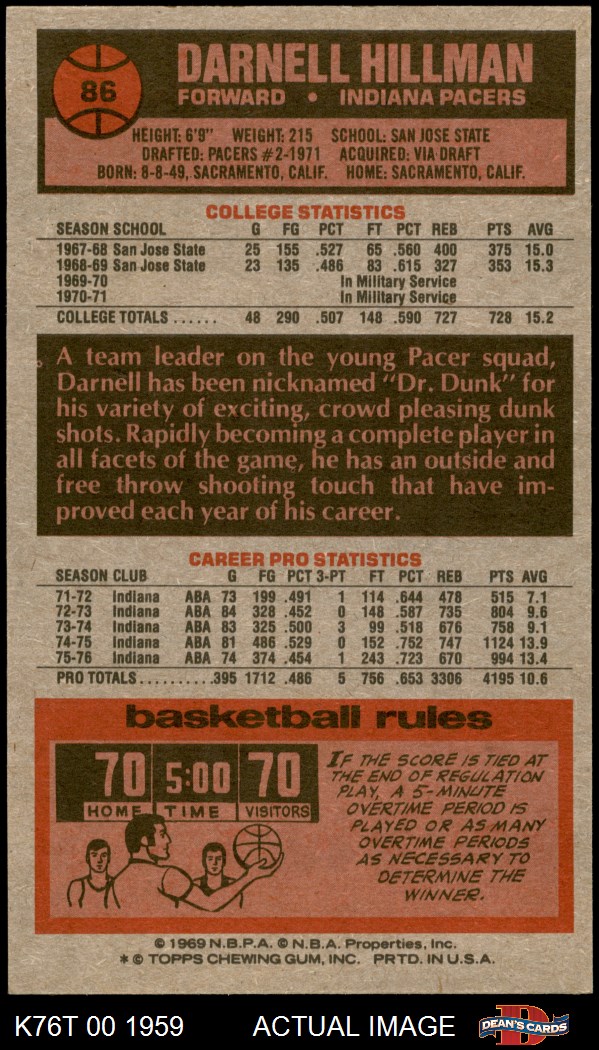 86
DARNELL HILLMAN
FORWARD • INDIANA PACERS
HEIGHT: 6'9" WEIGHT: 215 SCHOOL: SAN JOSE STATE
DRAFTED: PACERS #2-1971 ACQUIRED: VIA DRAFT
BORN: 8-8-49, SACRAMENTO, CALIF. HOME: SACRAMENTO, CALIF.
COLLEGE STATISTICS
SEASON SCHOOL G FG PCT FT PCT REB PTS AVG
1967-68 San Jose State 25 155 .527 65 .560 400 375 15.0
1968-69 San Jose State 23 135 .486 83 .615 327 353 15.3
1969-70 In Military Service
1970-71 In Military Service
COLLEGE TOTALS ...... 48 290 .507 148 .590 727 728 15.2
A team leader on the young Pacer squad,
Darnell has been nicknamed "Dr. Dunk" for
his variety of exciting, crowd pleasing dunk
shots. Rapidly becoming a complete player in
all facets of the game, he has an outside and
free throw shooting touch that have im-
proved each year of his career.
CAREER PRO STATISTICS
SEASON CLUB G FG PCT 3-PT FT PCT REB PTS AVG
71-72 Indiana ABA 73 199 .491 1 114 .644 478 515 7.1
72-73 Indiana ABA 84 328 .452 0 148 .587 735 804 9.6
73-74 Indiana ABA 83 325 .500 3 99 .518 676 758 9.1
74-75 Indiana ABA 81 486 .529 0 152 .752 747 1124 13.9
75-76 Indiana ABA 74 374 .454 1 243 .723 670 994 13.4
PRO TOTALS.......... 395 1712 .486 5 756 .653 3306 4195 10.6
basketball rules
70 5:00 70
HOME TIME VISITORS
IF THE SCORE IS TIED AT
THE END OF REGULATION
PLAY, A 5-MINUTE
OVERTIME PERIOD IS
PLAYED OR AS MANY
OVERTIME PERIODS
AS NECESSARY TO
DETERMINE THE
WINNER.
© 1969 N.B.P.A. © N.B.A. Properties, Inc.
* © TOPPS CHEWING GUM, INC. PRTD. IN U.S.A.
K76T 00 1959 ACTUAL IMAGE D DEAN'S CARDS